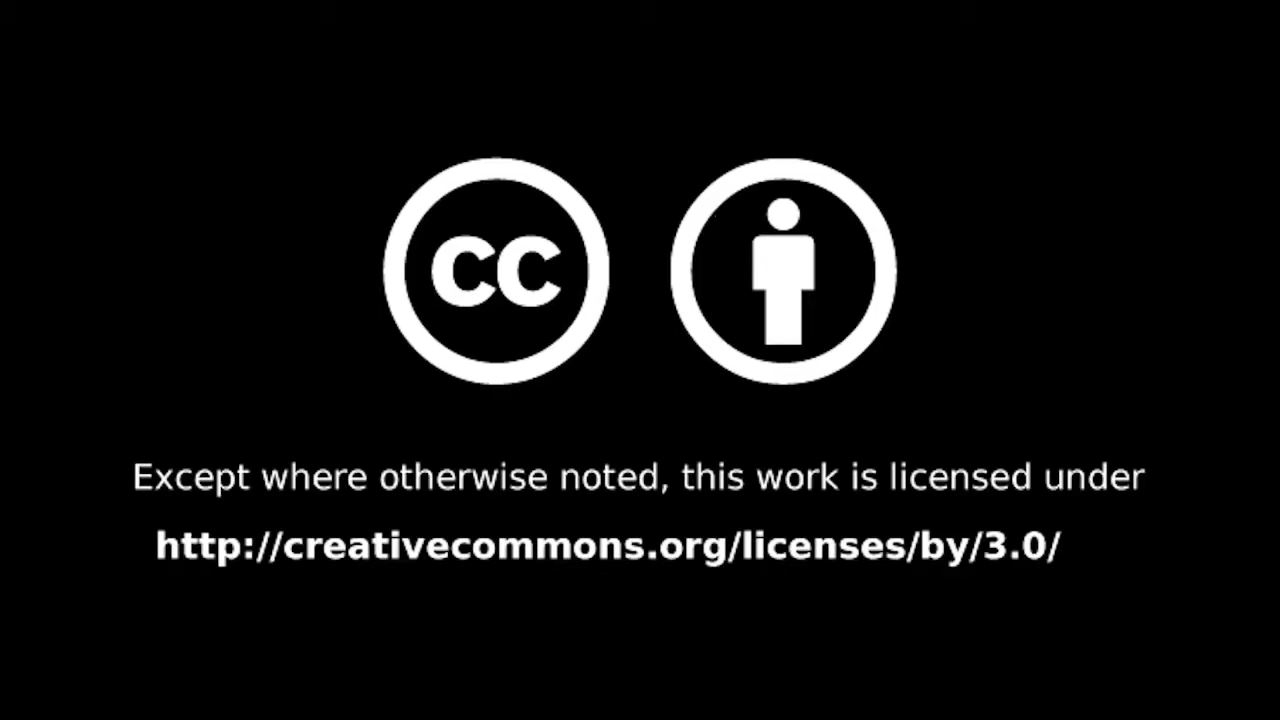 cc
Except where otherwise noted, this work is licensed under
http://creativecommons.org/licenses/by/3.0/